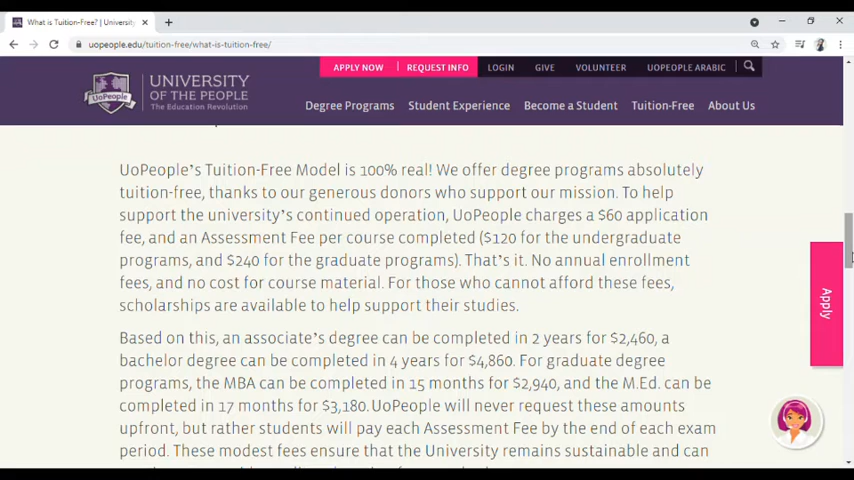 What is Tuition-Free? | University
uopeople.edu/tuition-free/what-is-tuition-free/
APPLY NOW REQUEST INFO LOGIN GIVE VOLUNTEER UOPEOPLE ARABIC
UoPeople
UNIVERSITY
OF THE PEOPLE
The Education Revolution
Degree Programs Student Experience Become a Student Tuition-Free About Us
UoPeople's Tuition-Free Model is 100% real! We offer degree programs absolutely
tuition-free, thanks to our generous donors who support our mission. To help
support the university's continued operation, UoPeople charges a $60 application
fee, and an Assessment Fee per course completed ($120 for the undergraduate
programs, and $240 for the graduate programs). That's it. No annual enrollment
fees, and no cost for course material. For those who cannot afford these fees,
scholarships are available to help support their studies.
Apply
Based on this, an associate's degree can be completed in 2 years for $2,460, a
bachelor degree can be completed in 4 years for $4,860. For graduate degree
programs, the MBA can be completed in 15 months for $2,940, and the M.Ed. can be
completed in 17 months for $3,180. UoPeople will never request these amounts
upfront, but rather students will pay each Assessment Fee by the end of each exam
period. These modest fees ensure that the University remains sustainable and can